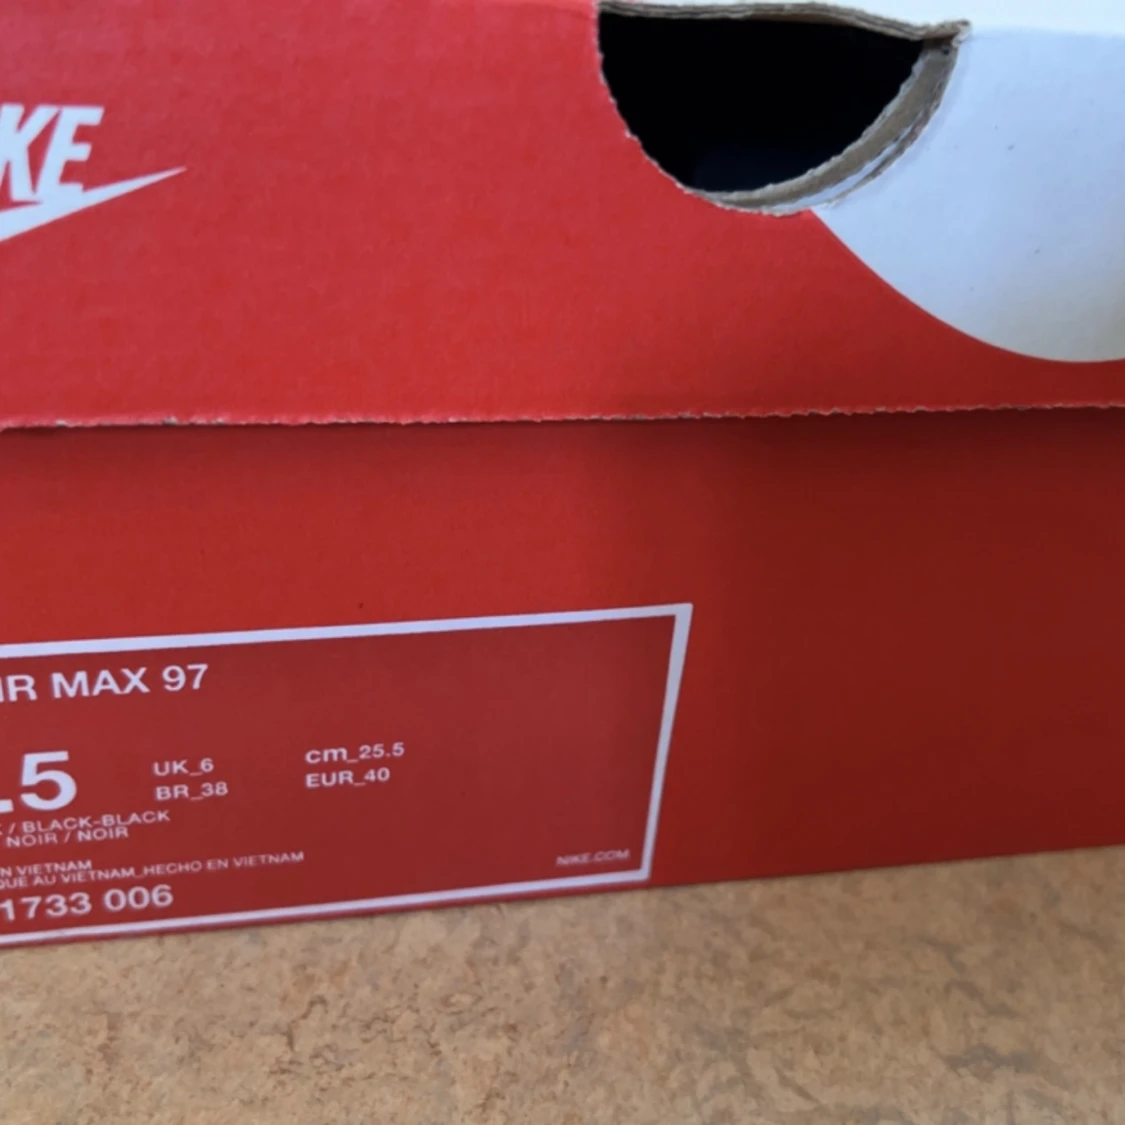 KE
IR MAX 97
.5
UK_6
cm_25.5
BR_38
EUR_40
/ BLACK-BLACK
NOIR / NOIR
N VIETNAM
QUE AU VIETNAM_HECHO EN VIETNAM
NIKE.COM
1733 006